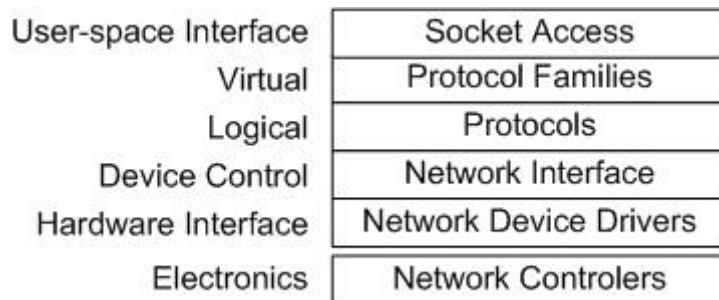 User-space Interface Socket Access
Virtual Protocol Families
Logical Protocols
Device Control Network Interface
Hardware Interface Network Device Drivers
Electronics Network Controlers